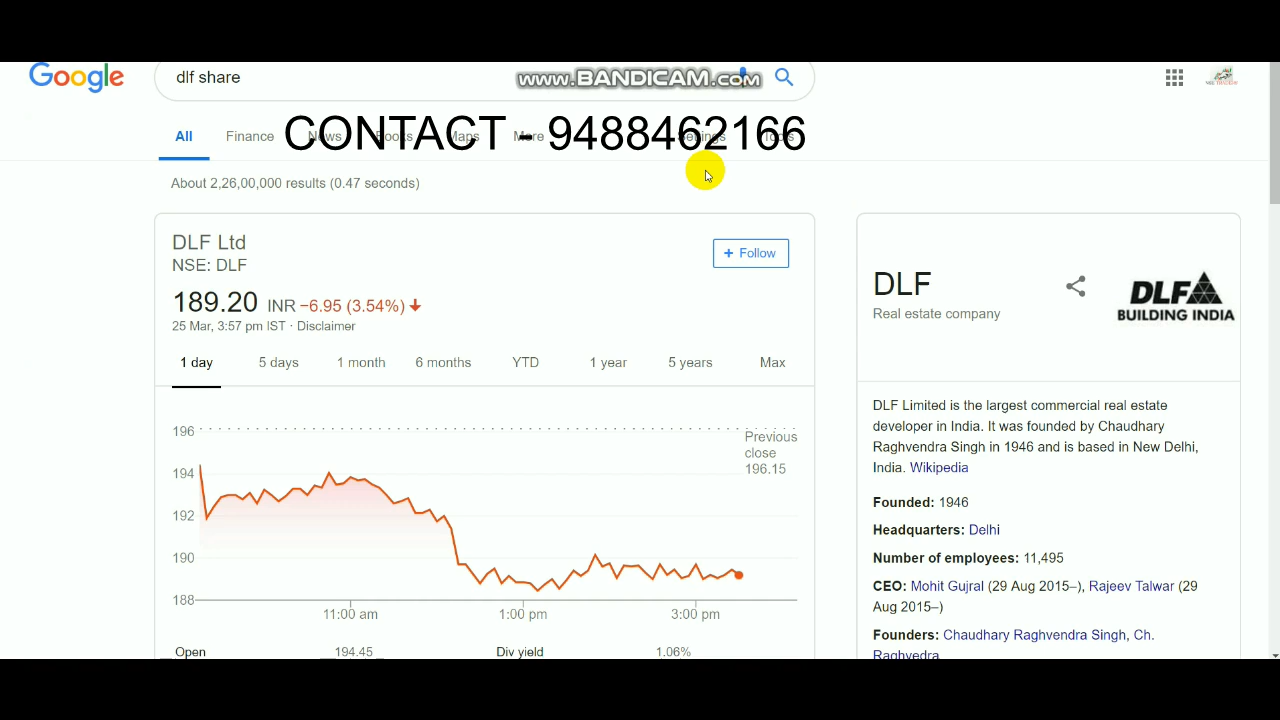 Google
dlf share
www.BANDICAM.com
All Finance News Books Maps More Settings Tools
CONTACT - 9488462166
About 2,26,00,000 results (0.47 seconds)
DLF Ltd
NSE: DLF
+ Follow
189.20 INR −6.95 (3.54%)
25 Mar, 3:57 pm IST · Disclaimer
1 day 5 days 1 month 6 months YTD 1 year 5 years Max
196
194
192
190
188
Previous
close
196.15
11:00 am 1:00 pm 3:00 pm
Open 194.45 Div yield 1.06%
DLF
Real estate company
DLF
BUILDING INDIA
DLF Limited is the largest commercial real estate
developer in India. It was founded by Chaudhary
Raghvendra Singh in 1946 and is based in New Delhi,
India. Wikipedia
Founded: 1946
Headquarters: Delhi
Number of employees: 11,495
CEO: Mohit Gujral (29 Aug 2015–), Rajeev Talwar (29
Aug 2015–)
Founders: Chaudhary Raghvendra Singh, Ch.
Raghvedra